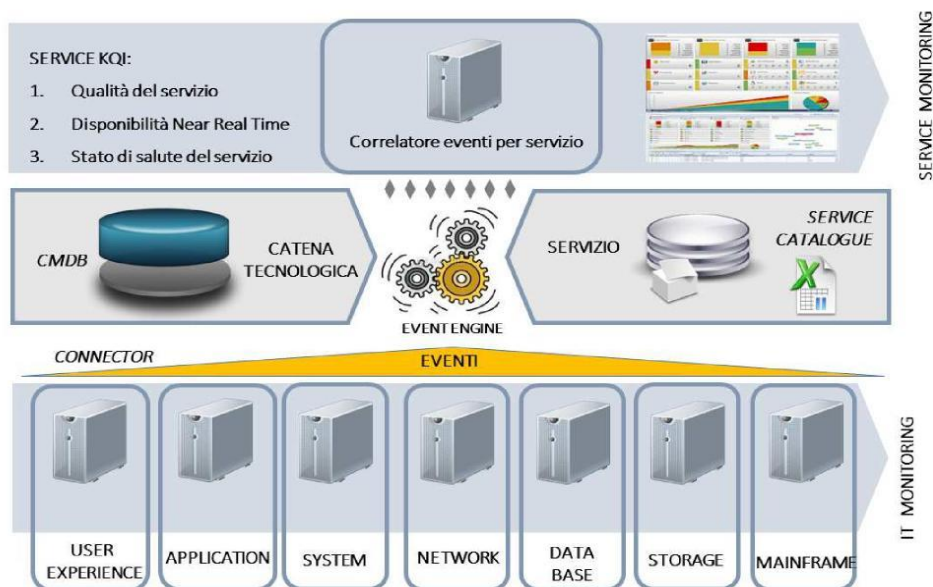 SERVICE KQI:
1. Qualità del servizio
2. Disponibilità Near Real Time
3. Stato di salute del servizio
Correlatore eventi per servizio
SERVICE MONITORING
CMDB
CATENA
TECNOLOGICA
EVENT ENGINE
SERVIZIO
SERVICE
CATALOGUE
CONNECTOR
EVENTI
USER
EXPERIENCE
APPLICATION
SYSTEM
NETWORK
DATA
BASE
STORAGE
MAINFRAME
IT MONITORING